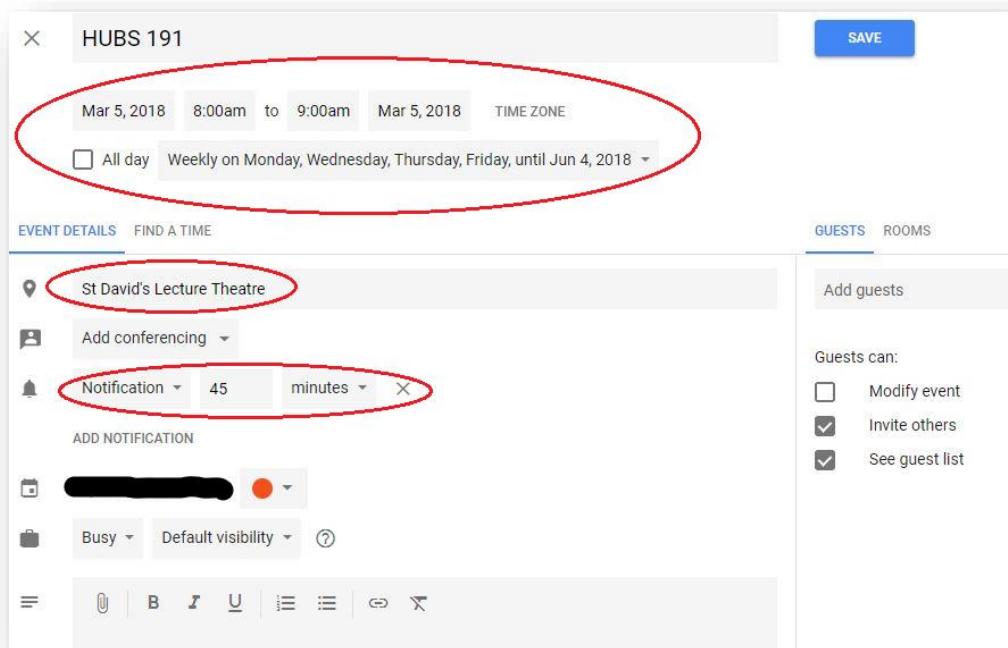 HUBS 191
SAVE
Mar 5, 2018 8:00am to 9:00am Mar 5, 2018 TIME ZONE
All day Weekly on Monday, Wednesday, Thursday, Friday, until Jun 4, 2018
EVENT DETAILS FIND A TIME
GUESTS ROOMS
St David's Lecture Theatre
Add guests
Add conferencing
Guests can:
Notification 45 minutes
Modify event
Invite others
ADD NOTIFICATION
See guest list
Busy Default visibility
B I U